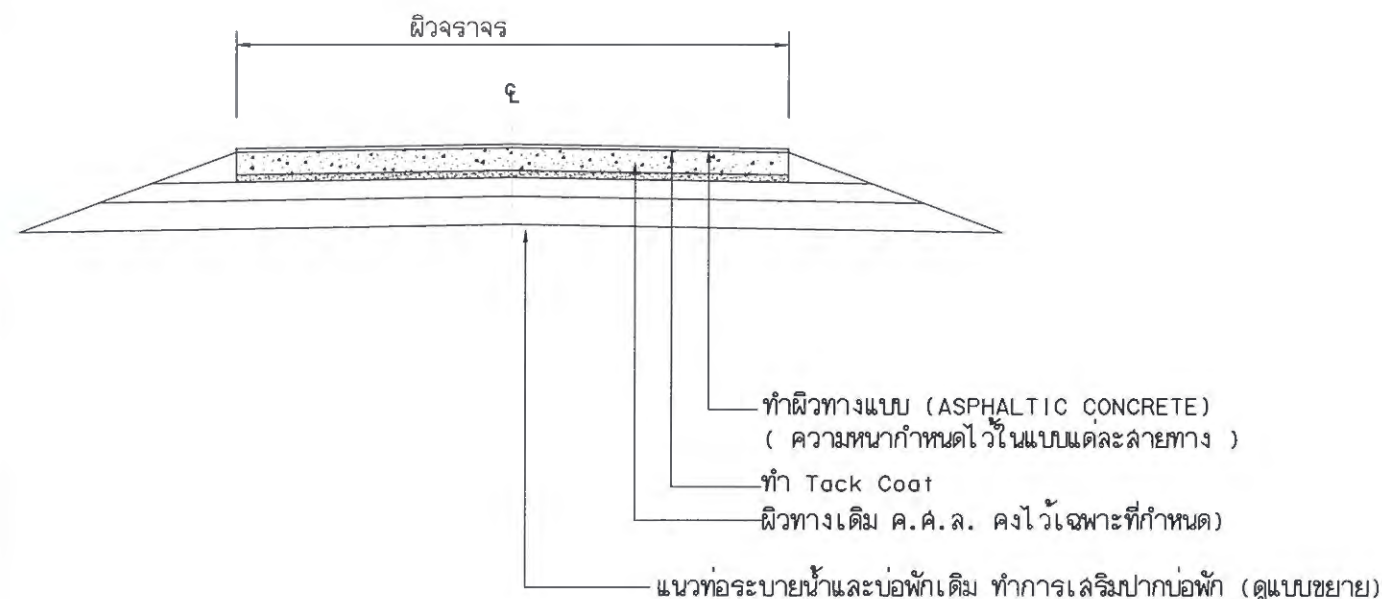 ผิวจราจร
℄
ทำผิวทางแบบ (ASPHALTIC CONCRETE)
( ความหนากำหนดไว้ในแบบแต่ละสายทาง )
ทำ Tack Coat
ผิวทางเดิม ค.ส.ล. คงไว้เฉพาะที่กำหนด)
แนวท่อระบายน้ำและบ่อพักเดิม ทำการเสริมปากบ่อพัก (ดูแบบขยาย)